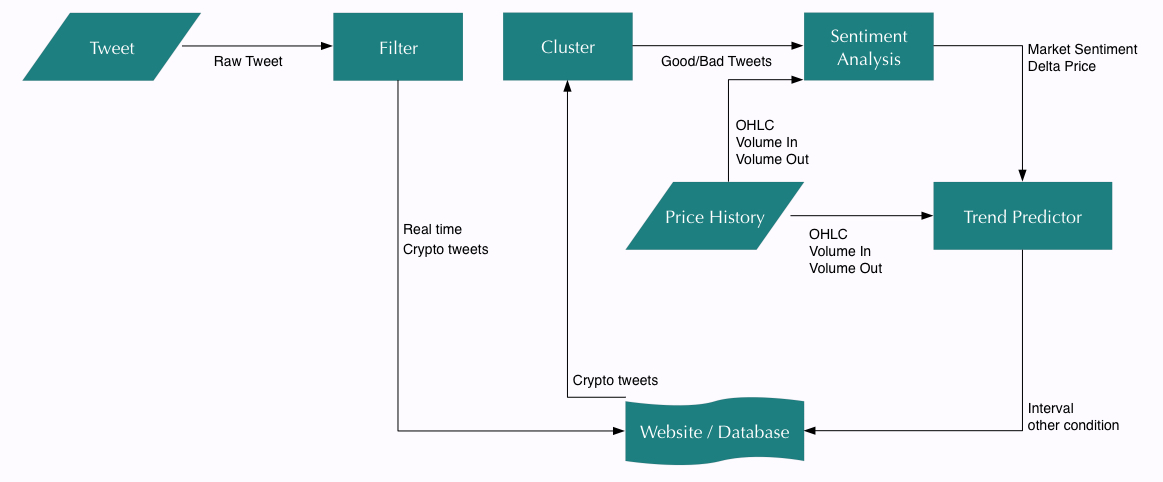 Tweet
Raw Tweet
Filter
Cluster
Good/Bad Tweets
Sentiment
Analysis
Market Sentiment
Delta Price
OHLC
Volume In
Volume Out
Price History
OHLC
Volume In
Volume Out
Trend Predictor
Real time
Crypto tweets
Crypto tweets
Website / Database
Interval
other condition